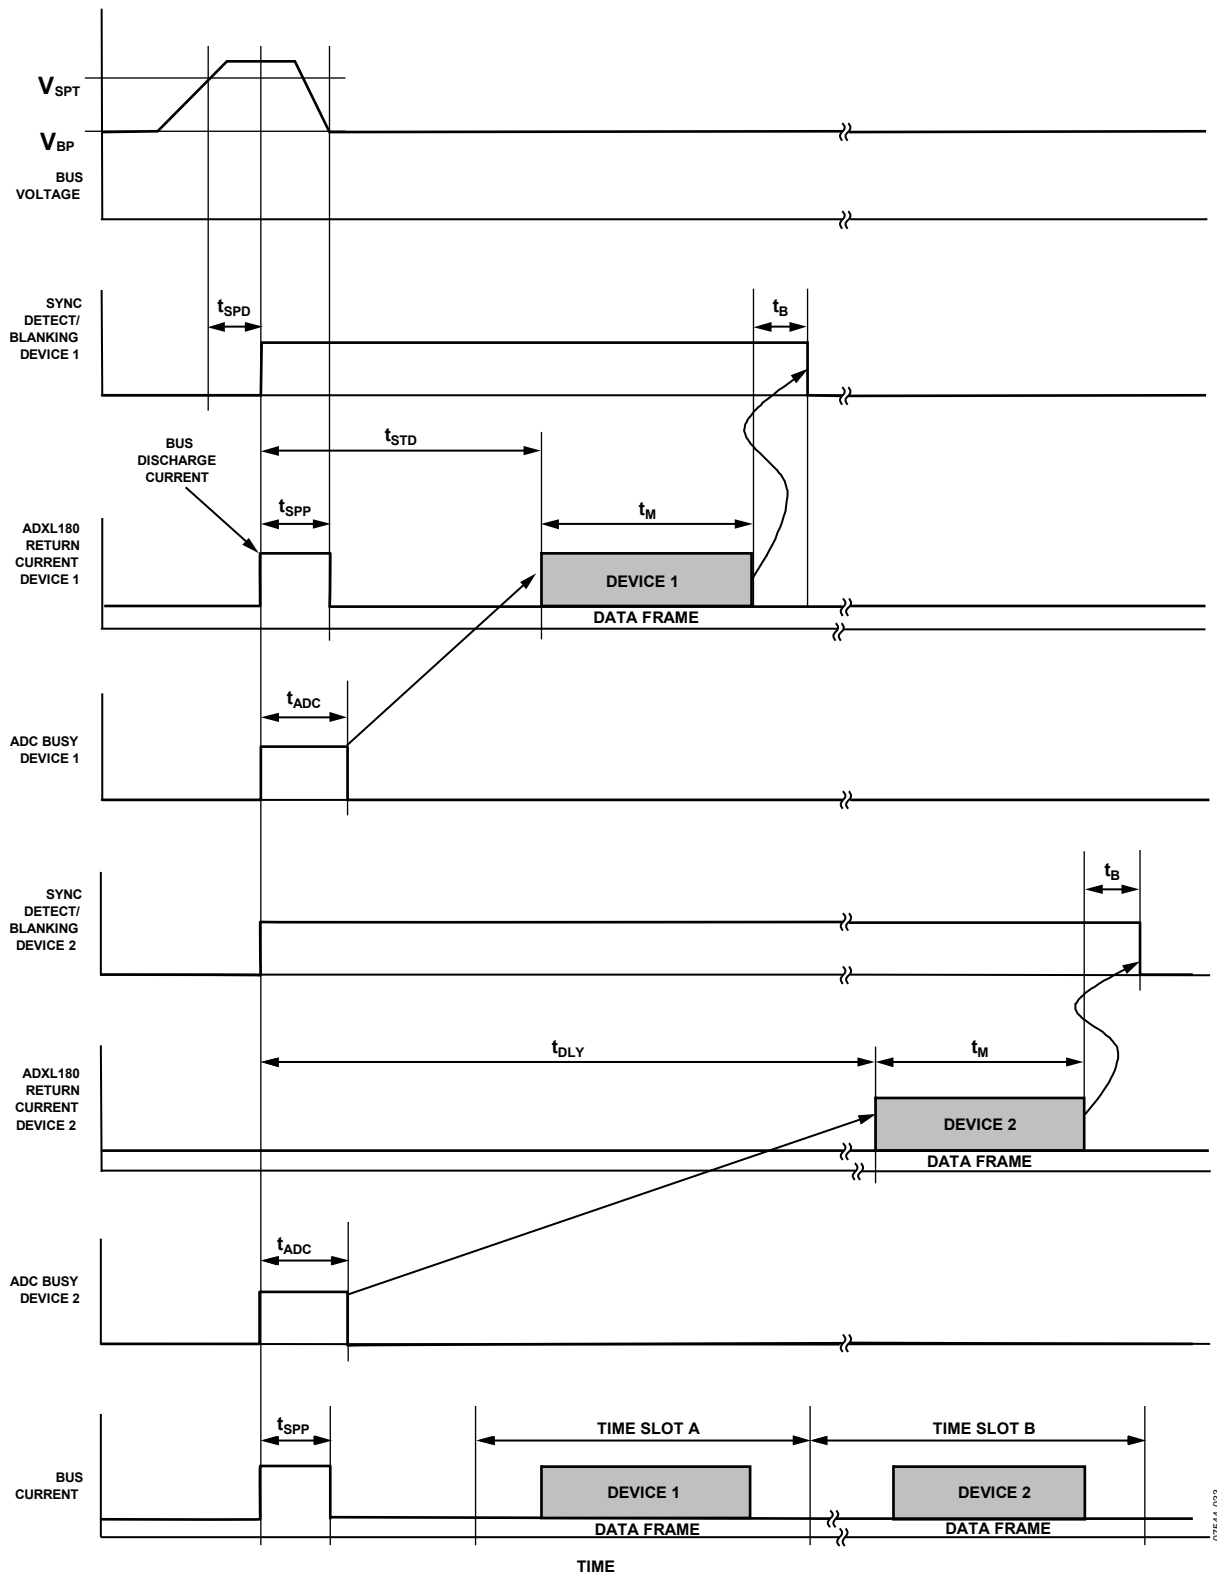 VSPT
VBP
BUS
VOLTAGE
SYNC
DETECT/
BLANKING
DEVICE 1
tSPD
tB
tSTD
BUS
DISCHARGE
CURRENT
tSPP
tM
ADXL180
RETURN
CURRENT
DEVICE 1
DEVICE 1
DATA FRAME
tADC
ADC BUSY
DEVICE 1
SYNC
DETECT/
BLANKING
DEVICE 2
tB
tDLY
tM
ADXL180
RETURN
CURRENT
DEVICE 2
DEVICE 2
DATA FRAME
tADC
ADC BUSY
DEVICE 2
tSPP
TIME SLOT A
TIME SLOT B
BUS
CURRENT
DEVICE 1
DEVICE 2
DATA FRAME
DATA FRAME
TIME
07544-033